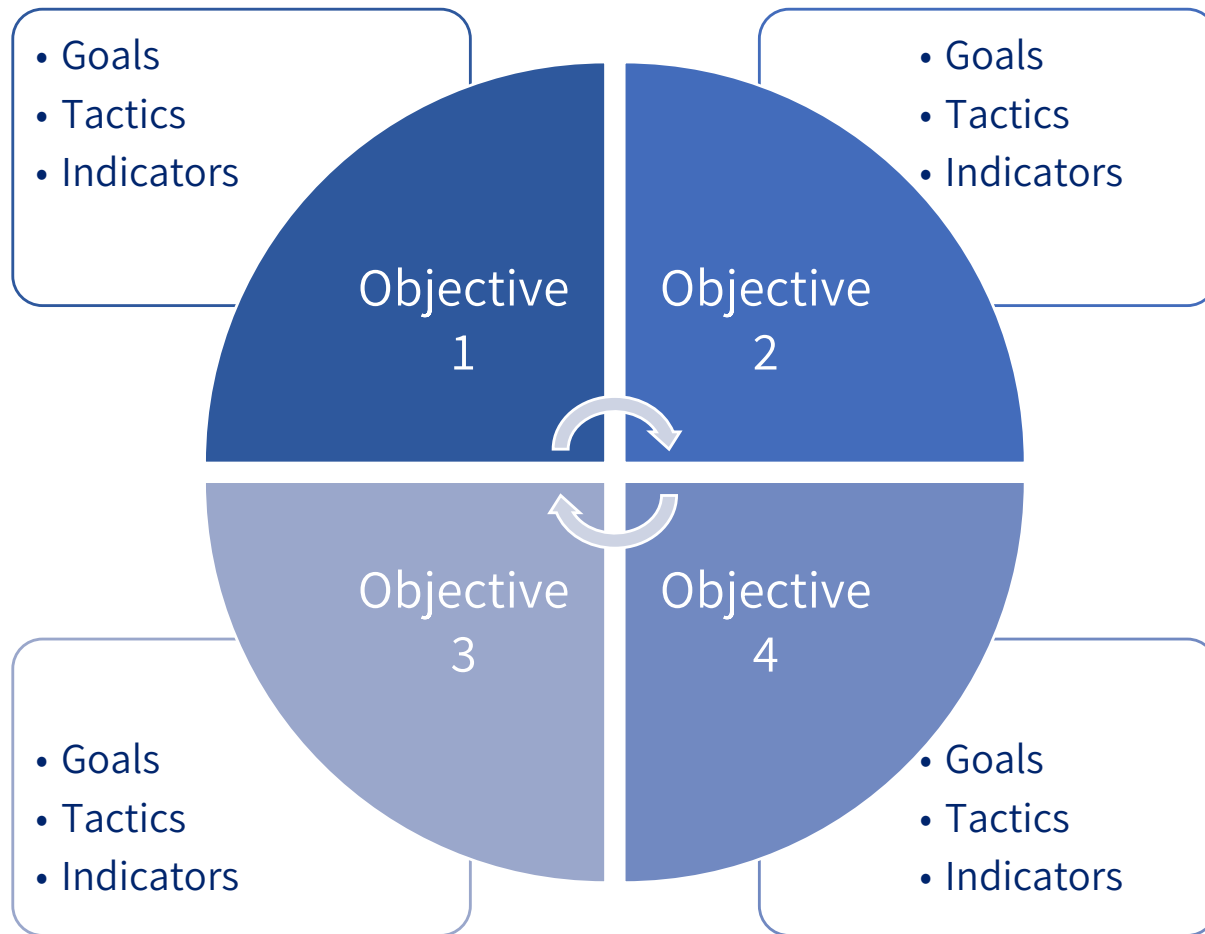 • Goals
• Tactics
• Indicators
• Goals
• Tactics
• Indicators
Objective
1
Objective
2
Objective
3
Objective
4
• Goals
• Tactics
• Indicators
• Goals
• Tactics
• Indicators